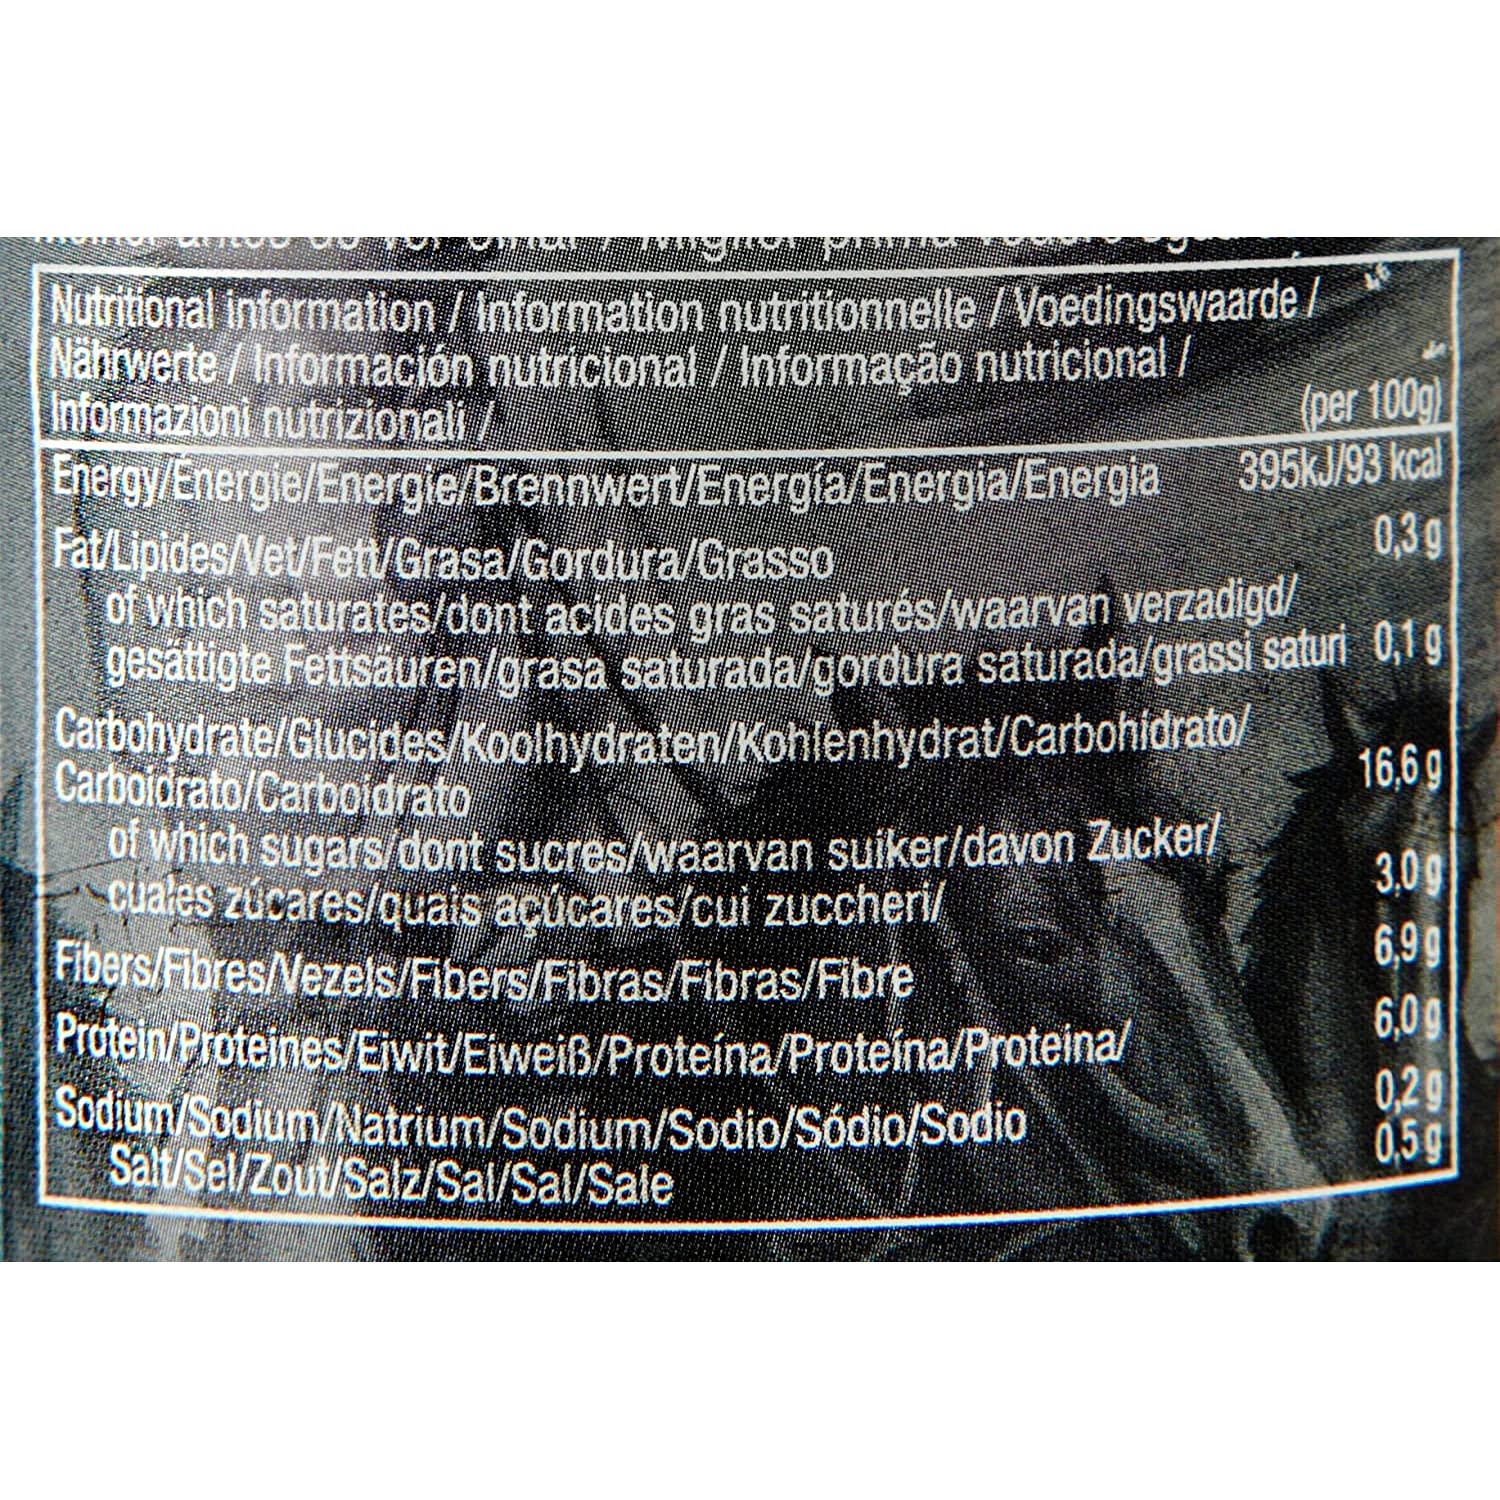 Nutritional information / Information nutritionnelle / Voedingswaarde /
Nährwerte / Información nutricional / Informação nutricional /
Informazioni nutrizionali / (per 100g)
Energy/Énergie/Energie/Brennwert/Energía/Energia/Energia 395kJ/93 kcal
Fat/Lipides/Vet/Fett/Grasa/Gordura/Grasso 0,3 g
of which saturates/dont acides gras saturés/waarvan verzadigd/
gesättigte Fettsäuren/grasa saturada/gordura saturada/grassi saturi 0,1 g
Carbohydrate/Glucides/Koolhydraten/Kohlenhydrat/Carbohidrato/
Carboidrato/Carboidrato 16,6 g
of which sugars/dont sucres/waarvan suiker/davon Zucker/
cuales zúcares/quais açúcares/cui zuccheri/ 3,0 g
Fibers/Fibres/Vezels/Fibers/Fibras/Fibras/Fibre 6,9 g
Protein/Proteines/Eiwit/Eiweiß/Proteína/Proteína/Proteina/ 6,0 g
Sodium/Sodium/Natrium/Sodium/Sodio/Sódio/Sodio 0,2 g
Salt/Sel/Zout/Salz/Sal/Sal/Sale 0,5 g